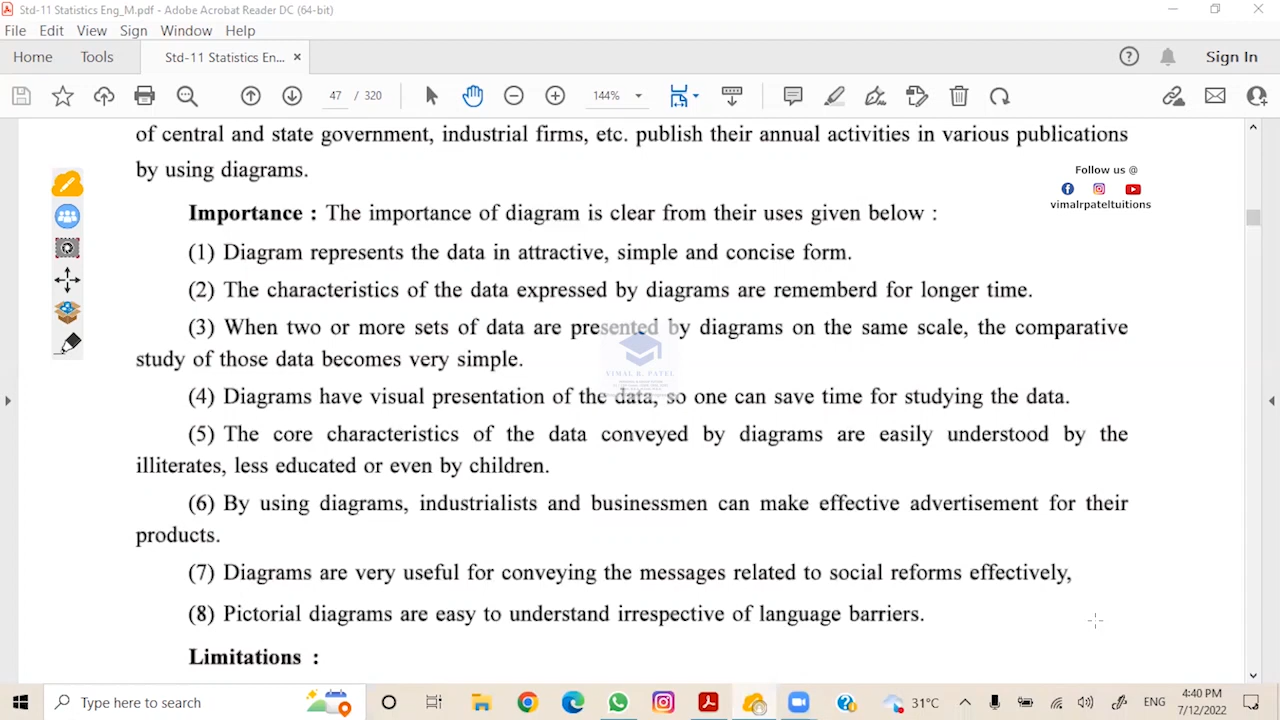 Std-11 Statistics Eng_M.pdf - Adobe Acrobat Reader DC (64-bit)
File Edit View Sign Window Help
Home Tools Std-11 Statistics En... × Sign In
47 / 320 144%
of central and state government, industrial firms, etc. publish their annual activities in various publications
by using diagrams.
Follow us @
vimalrpateltuitions
Importance : The importance of diagram is clear from their uses given below :
(1) Diagram represents the data in attractive, simple and concise form.
(2) The characteristics of the data expressed by diagrams are rememberd for longer time.
(3) When two or more sets of data are presented by diagrams on the same scale, the comparative
study of those data becomes very simple.
VIMAL R. PATEL
(4) Diagrams have visual presentation of the data, so one can save time for studying the data.
(5) The core characteristics of the data conveyed by diagrams are easily understood by the
illiterates, less educated or even by children.
(6) By using diagrams, industrialists and businessmen can make effective advertisement for their
products.
(7) Diagrams are very useful for conveying the messages related to social reforms effectively,
(8) Pictorial diagrams are easy to understand irrespective of language barriers.
Limitations :
Type here to search
31°C ENG 4:40 PM
7/12/2022